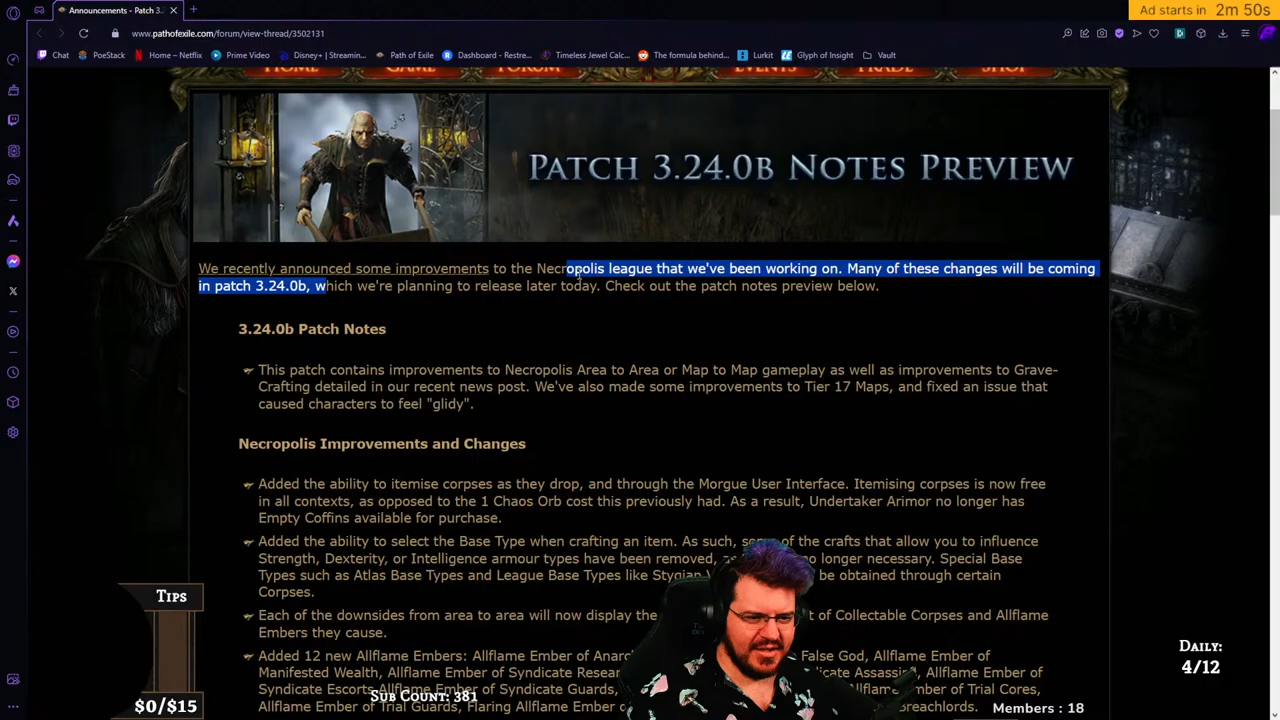 Announcements - Patch 3.
Ad starts in 2m 50s
www.pathofexile.com/forum/view-thread/3502131
Chat PoeStack Home – Netflix Prime Video Disney+ | Streamin... Path of Exile Dashboard - Restre... Timeless Jewel Calc... The formula behind... Lurkit Glyph of Insight Vault
HOME GAME FORUM EVENTS TRADE SHOP
PATCH 3.24.0B NOTES PREVIEW
We recently announced some improvements to the Necropolis league that we've been working on. Many of these changes will be coming
in patch 3.24.0b, which we're planning to release later today. Check out the patch notes preview below.
3.24.0b Patch Notes
This patch contains improvements to Necropolis Area to Area or Map to Map gameplay as well as improvements to Grave-
Crafting detailed in our recent news post. We've also made some improvements to Tier 17 Maps, and fixed an issue that
caused characters to feel "glidy".
Necropolis Improvements and Changes
Added the ability to itemise corpses as they drop, and through the Morgue User Interface. Itemising corpses is now free
in all contexts, as opposed to the 1 Chaos Orb cost this previously had. As a result, Undertaker Arimor no longer has
Empty Coffins available for purchase.
Added the ability to select the Base Type when crafting an item. As such, some of the crafts that allow you to influence
Strength, Dexterity, or Intelligence armour types have been removed, no longer necessary. Special Base
Types such as Atlas Base Types and League Base Types like Stygian be obtained through certain
Corpses.
Each of the downsides from area to area will now display the of Collectable Corpses and Allflame
Embers they cause.
Added 12 new Allflame Embers: Allflame Ember of False God, Allflame Ember of
Manifested Wealth, Allflame Ember of Syndicate Allflame Ember of
Syndicate Escorts Allflame Ember of Syndicate Guards, of Trial Cores,
Allflame Ember of Trial Guards, Flaring Allflame Ember
TIPS
$0/$15
Sub Count: 381
Daily:
4/12
Members : 18